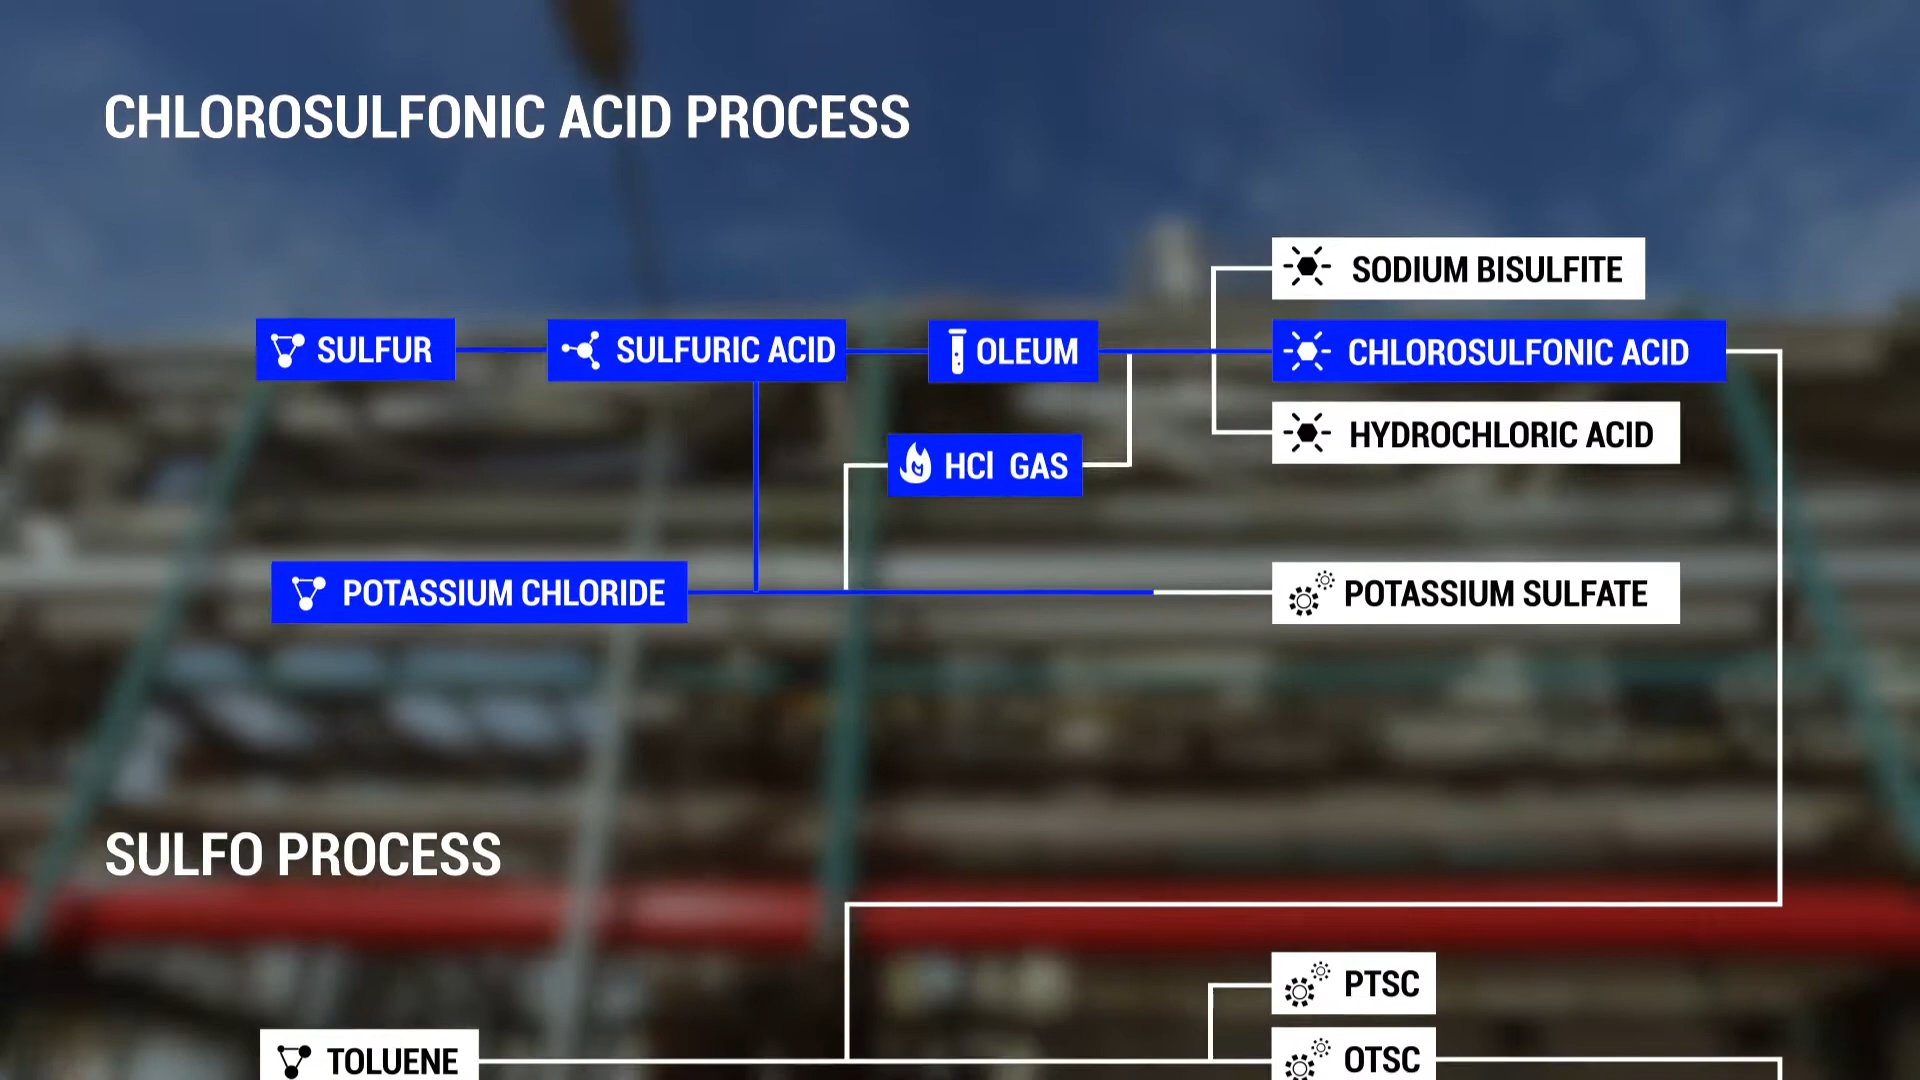 CHLOROSULFONIC ACID PROCESS
SODIUM BISULFITE
SULFUR
SULFURIC ACID
OLEUM
CHLOROSULFONIC ACID
HYDROCHLORIC ACID
HCl GAS
POTASSIUM CHLORIDE
POTASSIUM SULFATE
SULFO PROCESS
PTSC
TOLUENE
OTSC